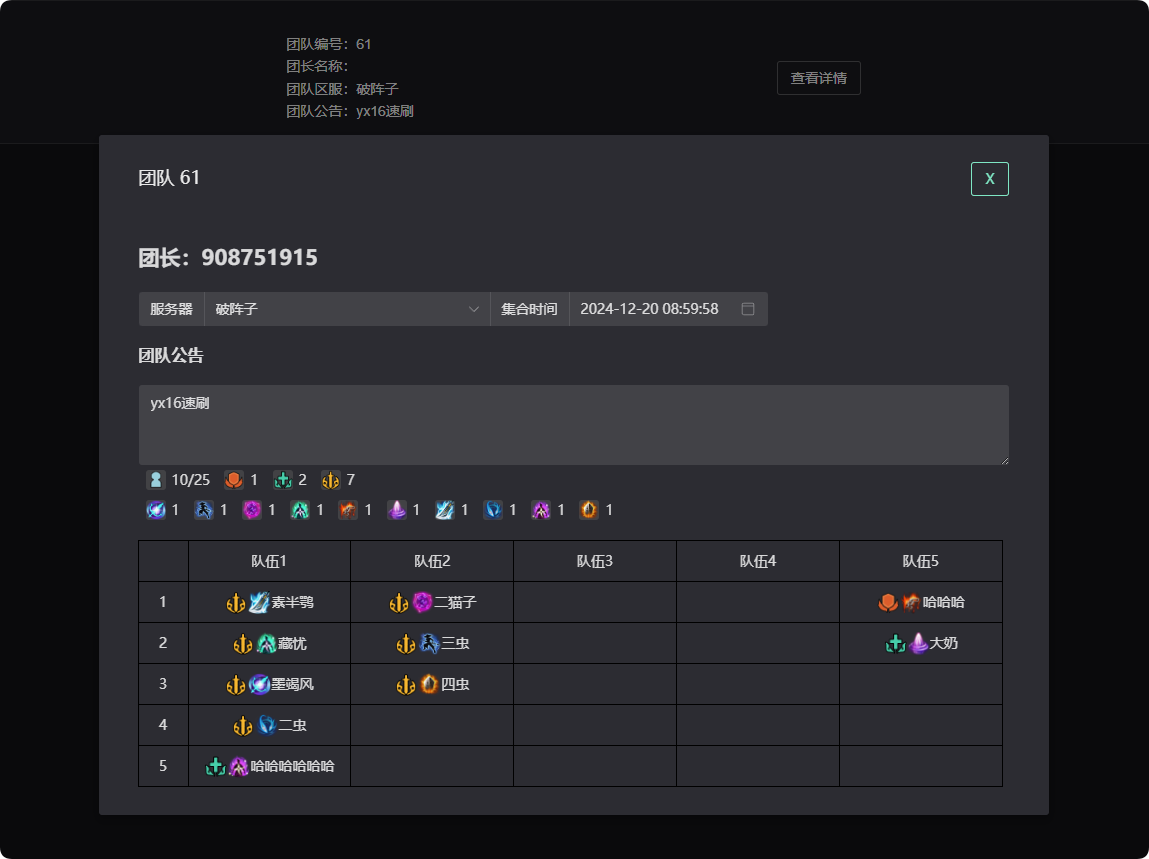 团队编号：61
团长名称：
团队区服：破阵子
团队公告：yx16速刷
查看详情
团队 61
X
团长：908751915
服务器 破阵子 集合时间 2024-12-20 08:59:58
团队公告
yx16速刷
10/25 1 2 7
1 1 1 1 1 1 1 1 1 1
队伍1 队伍2 队伍3 队伍4 队伍5
1 素半鹗 二猫子 哈哈哈
2 藏忧 三虫 大奶
3 墨竭风 四虫
4 二虫
5 哈哈哈哈哈哈